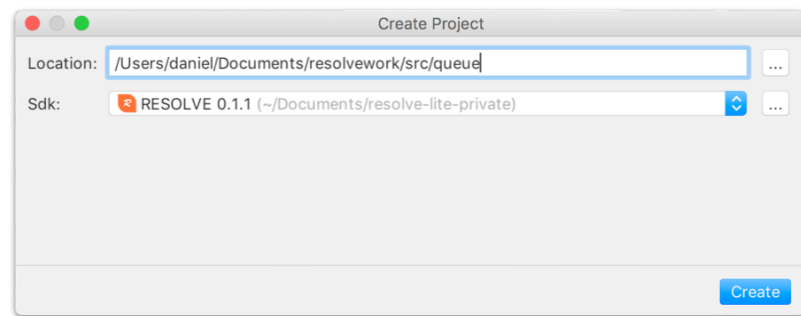 Create Project
Location: /Users/daniel/Documents/resolvework/src/queue ...
Sdk: RESOLVE 0.1.1 (~/Documents/resolve-lite-private) ...
Create